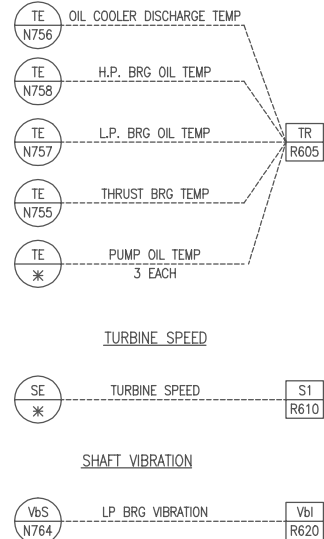 TE OIL COOLER DISCHARGE TEMP
N756
TE H.P. BRG OIL TEMP
N758
TE L.P. BRG OIL TEMP TR
N757 R605
TE THRUST BRG TEMP
N755
TE PUMP OIL TEMP
* 3 EACH
TURBINE SPEED
SE TURBINE SPEED S1
* R610
SHAFT VIBRATION
VbS LP BRG VIBRATION VbI
N764 R620